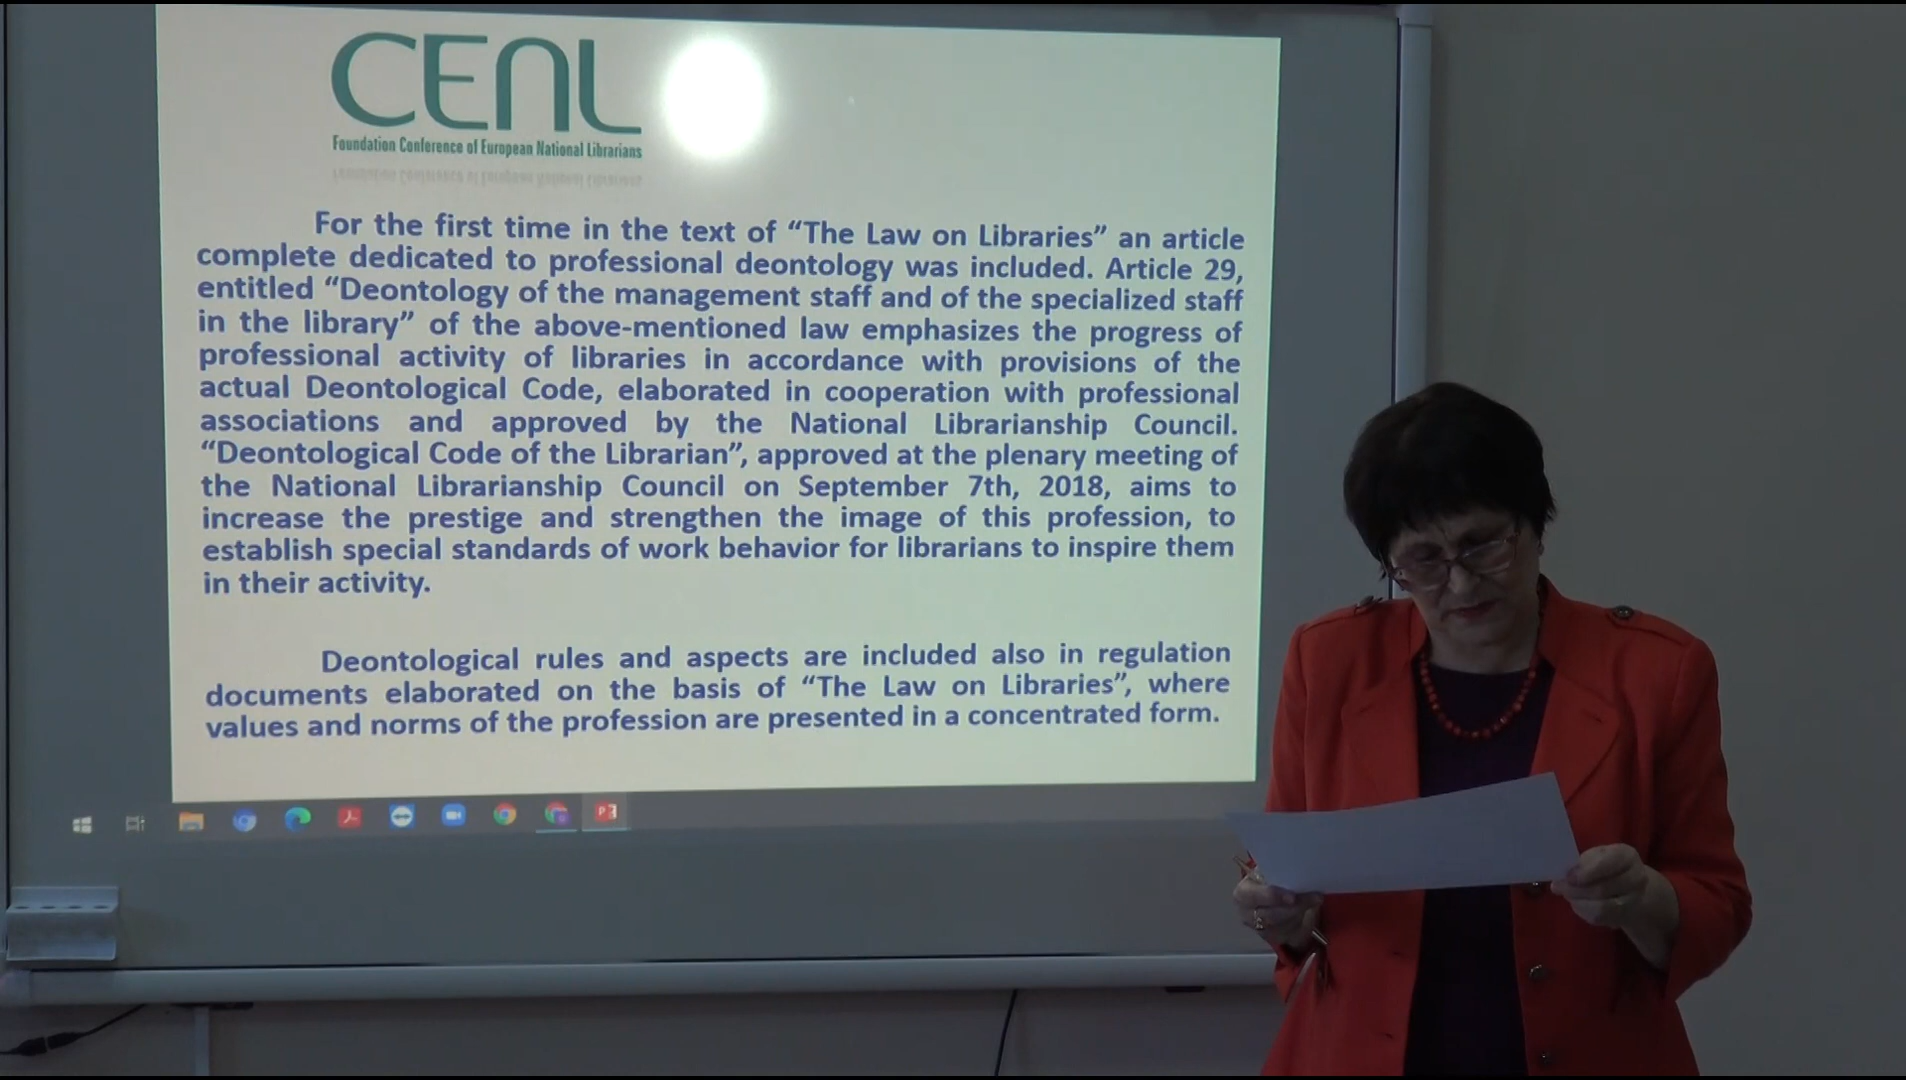 CENL
Foundation Conference of European National Librarians
For the first time in the text of “The Law on Libraries” an article
complete dedicated to professional deontology was included. Article 29,
entitled “Deontology of the management staff and of the specialized staff
in the library” of the above-mentioned law emphasizes the progress of
professional activity of libraries in accordance with provisions of the
actual Deontological Code, elaborated in cooperation with professional
associations and approved by the National Librarianship Council.
“Deontological Code of the Librarian”, approved at the plenary meeting of
the National Librarianship Council on September 7th, 2018, aims to
increase the prestige and strengthen the image of this profession, to
establish special standards of work behavior for librarians to inspire them
in their activity.
Deontological rules and aspects are included also in regulation
documents elaborated on the basis of “The Law on Libraries”, where
values and norms of the profession are presented in a concentrated form.